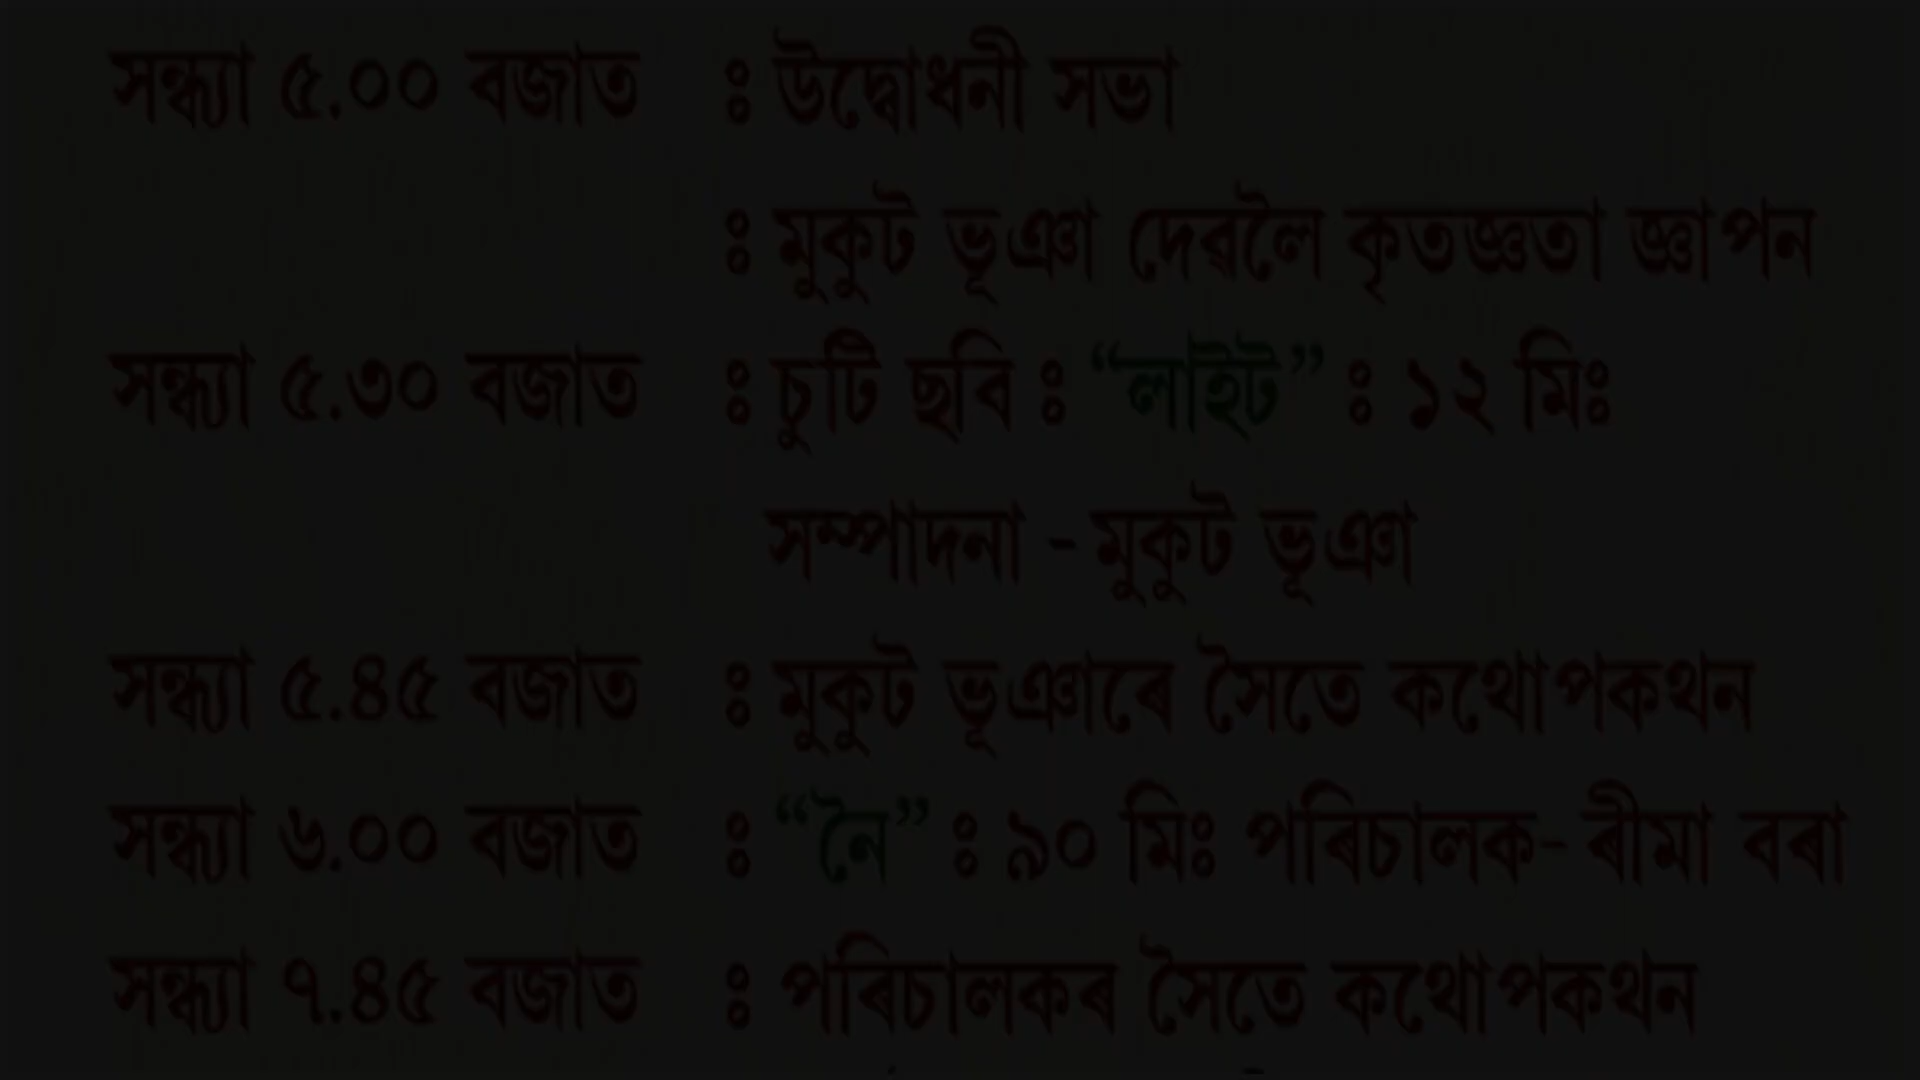 সন্ধ্যা ৫.০০ বজাত ঃ উদ্বোধনী সভা
ঃ মুকুট ভূঞা দেৱলৈ কৃতজ্ঞতা জ্ঞাপন
সন্ধ্যা ৫.৩০ বজাত ঃ চুটি ছবি ঃ “লাইট” ঃ ১২ মিঃ
সম্পাদনা - মুকুট ভূঞা
সন্ধ্যা ৫.৪৫ বজাত ঃ মুকুট ভূঞাৰে সৈতে কথোপকথন
সন্ধ্যা ৬.০০ বজাত ঃ “নৈ” ঃ ৯০ মিঃ পৰিচালক- ৰীমা বৰা
সন্ধ্যা ৭.৪৫ বজাত ঃ পৰিচালকৰ সৈতে কথোপকথন